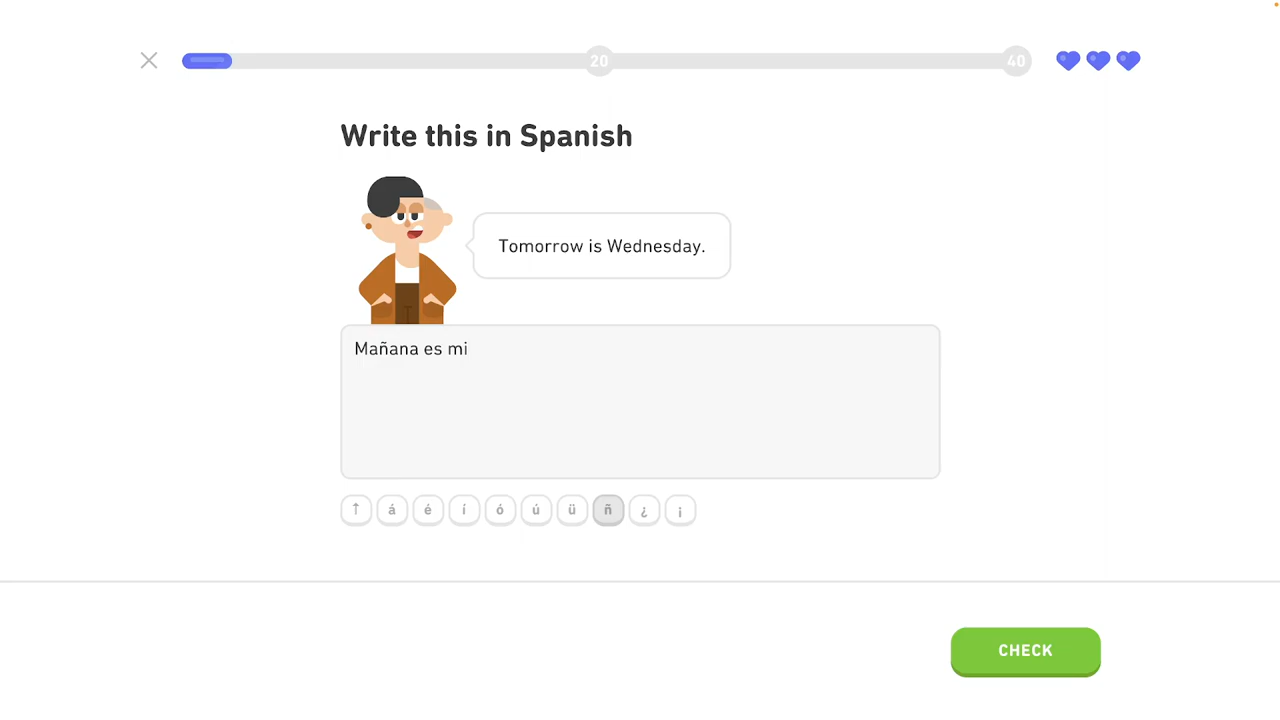 20
40
Write this in Spanish
Tomorrow is Wednesday.
Mañana es mi
↑ á é í ó ú ü ñ ¿ ¡
CHECK